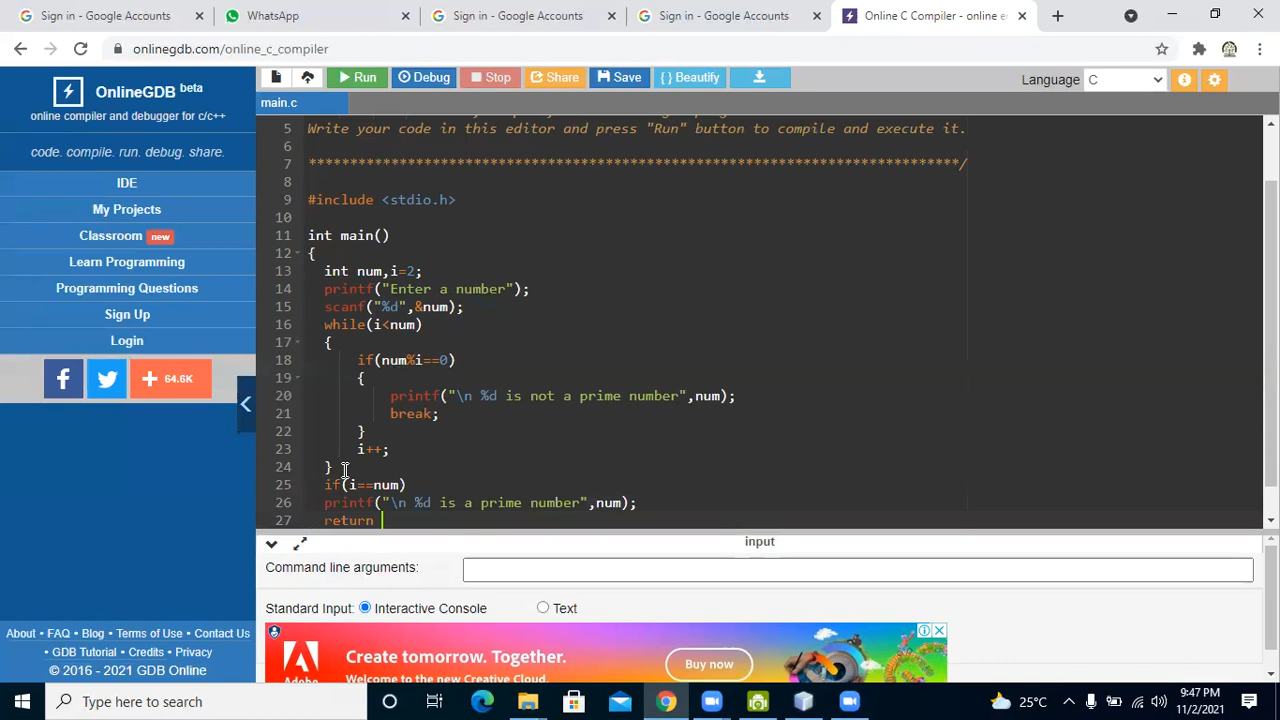 Sign in - Google Accounts
WhatsApp
Sign in - Google Accounts
Sign in - Google Accounts
Online C Compiler - online e
onlinegdb.com/online_c_compiler
OnlineGDB beta
online compiler and debugger for c/c++
code. compile. run. debug. share.
IDE
My Projects
Classroom new
Learn Programming
Programming Questions
Sign Up
Login
64.6K
About • FAQ • Blog • Terms of Use • Contact Us
• GDB Tutorial • Credits • Privacy
© 2016 - 2021 GDB Online
Run
Debug
Stop
Share
Save
{ } Beautify
Language C
main.c
5 Write your code in this editor and press "Run" button to compile and execute it.
6
7 *******************************************************************************/
8
9 #include <stdio.h>
10
11 int main()
12 {
13 int num,i=2;
14 printf("Enter a number");
15 scanf("%d",&num);
16 while(i<num)
17 {
18 if(num%i==0)
19 {
20 printf("\n %d is not a prime number",num);
21 break;
22 }
23 i++;
24 }
25 if(i==num)
26 printf("\n %d is a prime number",num);
27 return
input
Command line arguments:
Standard Input: Interactive Console Text
Adobe
Create tomorrow. Together.
Welcome to the new Creative Cloud.
Buy now
Type here to search
25°C
9:47 PM
11/2/2021